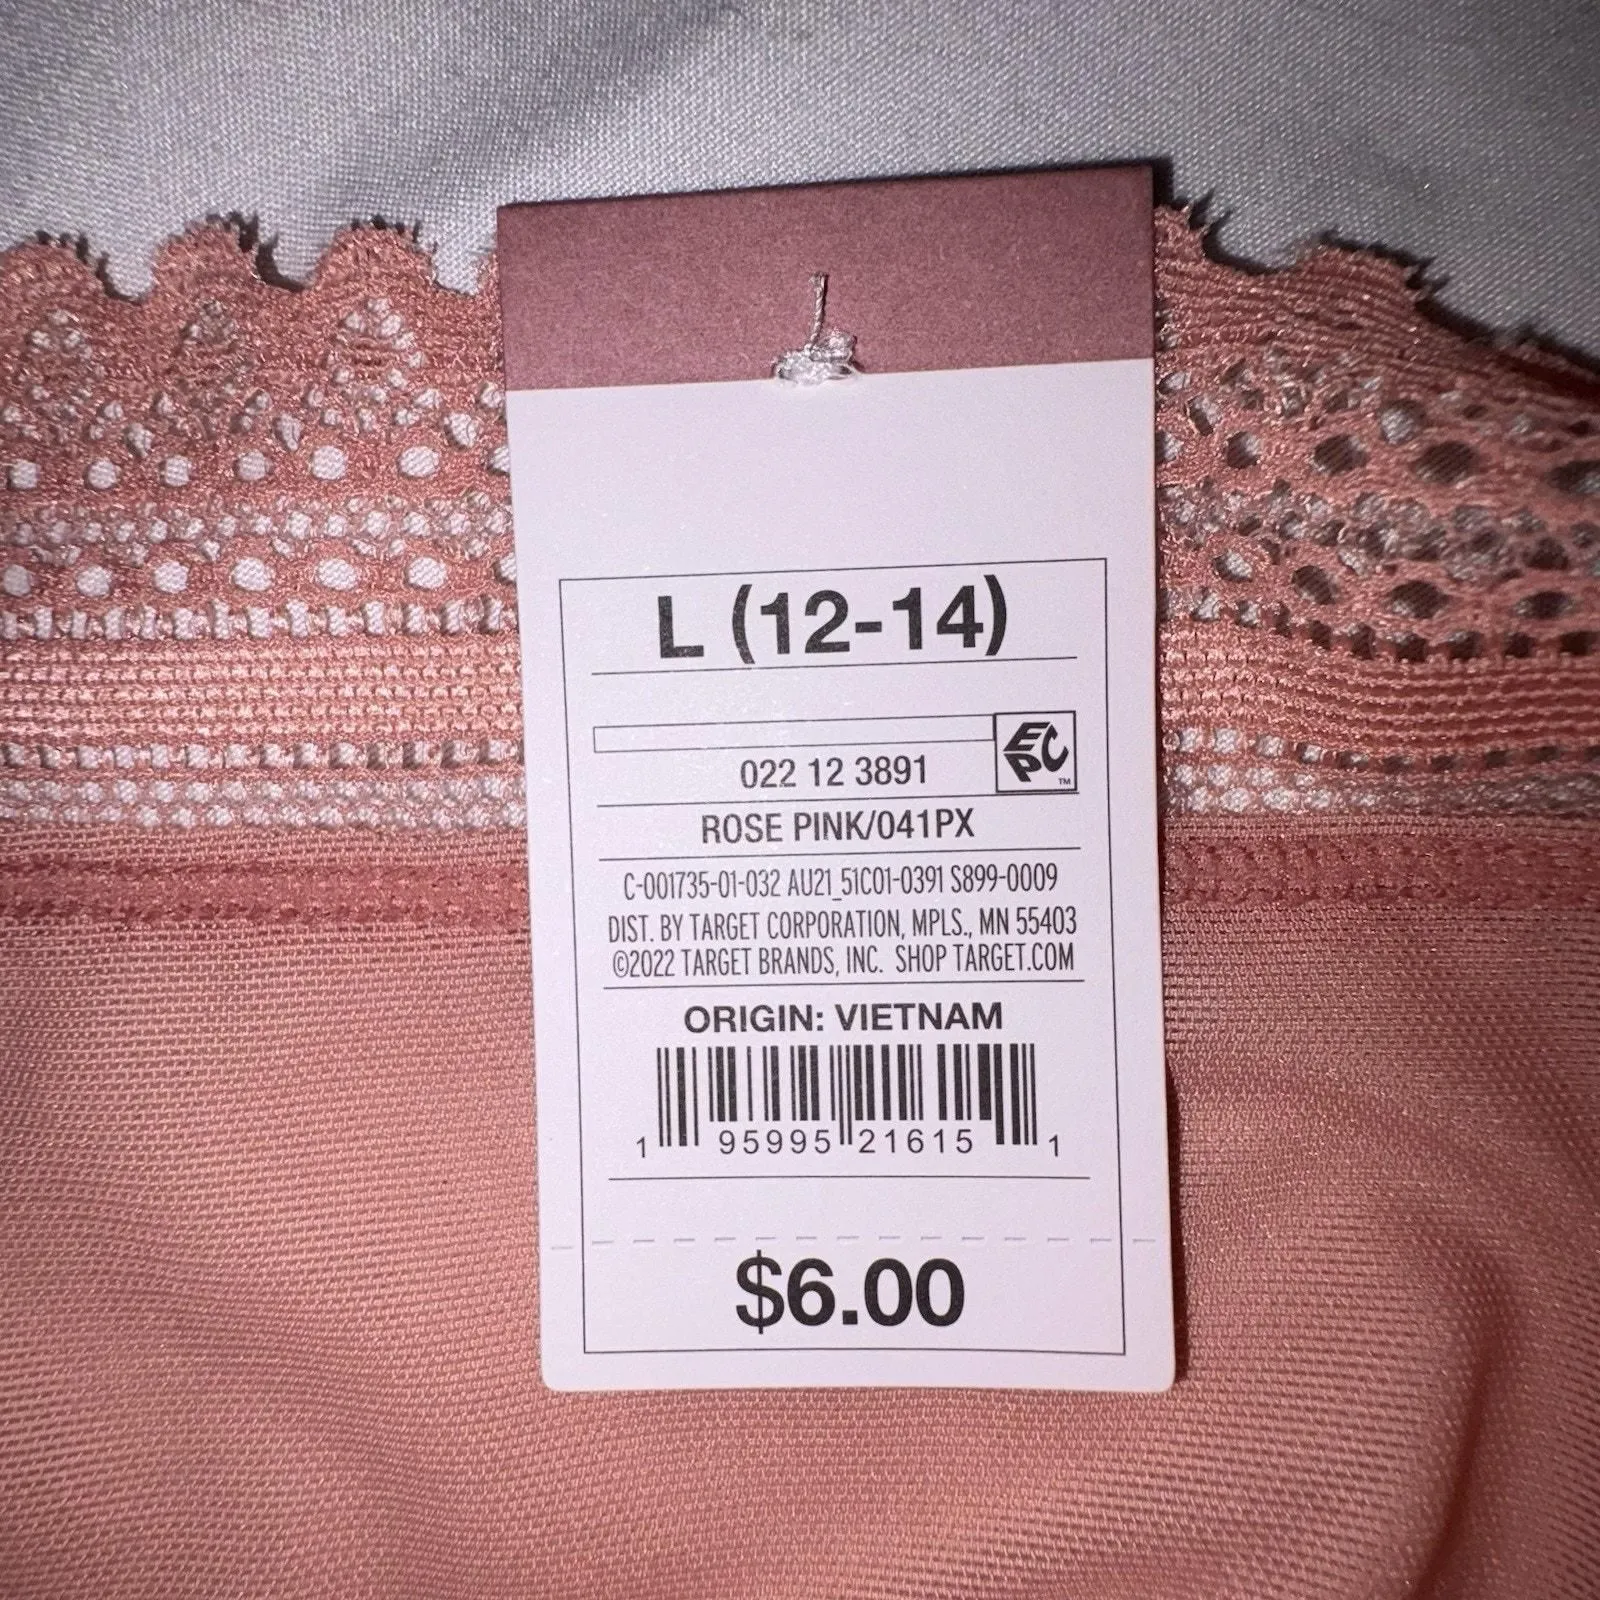 L (12-14)
EPC™
022 12 3891
ROSE PINK/041PX
C-001735-01-032 AU21_51C01-0391 S899-0009
DIST. BY TARGET CORPORATION, MPLS., MN 55403
©2022 TARGET BRANDS, INC. SHOP TARGET.COM
ORIGIN: VIETNAM
1 95995 21615 1
$6.00